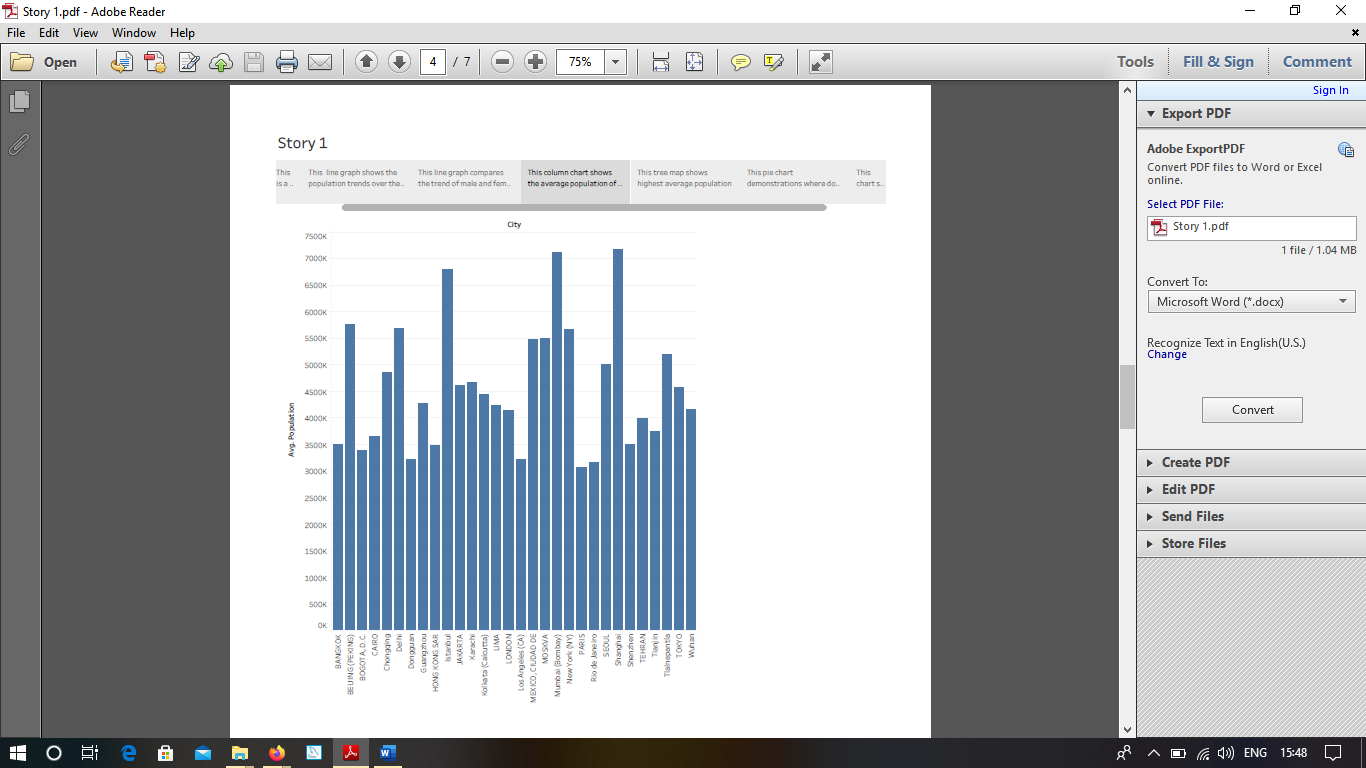 Story 1.pdf - Adobe Reader
File Edit View Window Help
Open
4 / 7
75%
Tools
Fill & Sign
Comment
Sign In
Export PDF
Adobe ExportPDF
Convert PDF files to Word or Excel
online.
Select PDF File:
Story 1.pdf
1 file / 1.04 MB
Convert To:
Microsoft Word (*.docx)
Recognize Text in English(U.S.)
Change
Convert
Create PDF
Edit PDF
Send Files
Store Files
Story 1
This
is a ..
This line graph shows the
population trends over the..
This line graph compares
the trend of male and fem..
This column chart shows
the average population of ..
This tree map shows
highest average population
This pie chart
demonstrations where do..
This
chart s..
City
Avg. Population
7500K
7000K
6500K
6000K
5500K
5000K
4500K
4000K
3500K
3000K
2500K
2000K
1500K
1000K
500K
0K
BANGKOK
BEIJING (PEKING)
BOGOTA, D.C.
CAIRO
Chongqing
Delhi
Dongguan
Guangzhou
HONG KONG SAR
Istanbul
JAKARTA
Karachi
Kolkata (Calcutta)
LIMA
LONDON
Los Angeles (CA)
MEXICO, CIUDAD DE
MOSKVA
Mumbai (Bombay)
New York (NY)
PARIS
Rio de Janeiro
SEOUL
Shanghai
Shenzhen
TEHRAN
Tianjin
Tlalnepantla
TOKYO
Wuhan
ENG
15:48